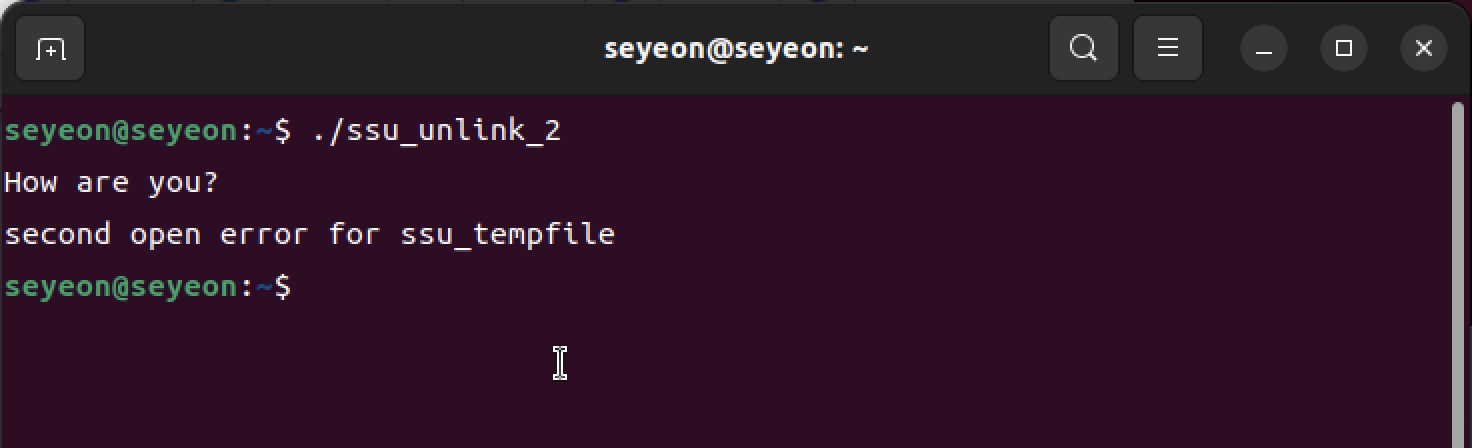 seyeon@seyeon: ~
seyeon@seyeon:~$ ./ssu_unlink_2
How are you?
second open error for ssu_tempfile
seyeon@seyeon:~$